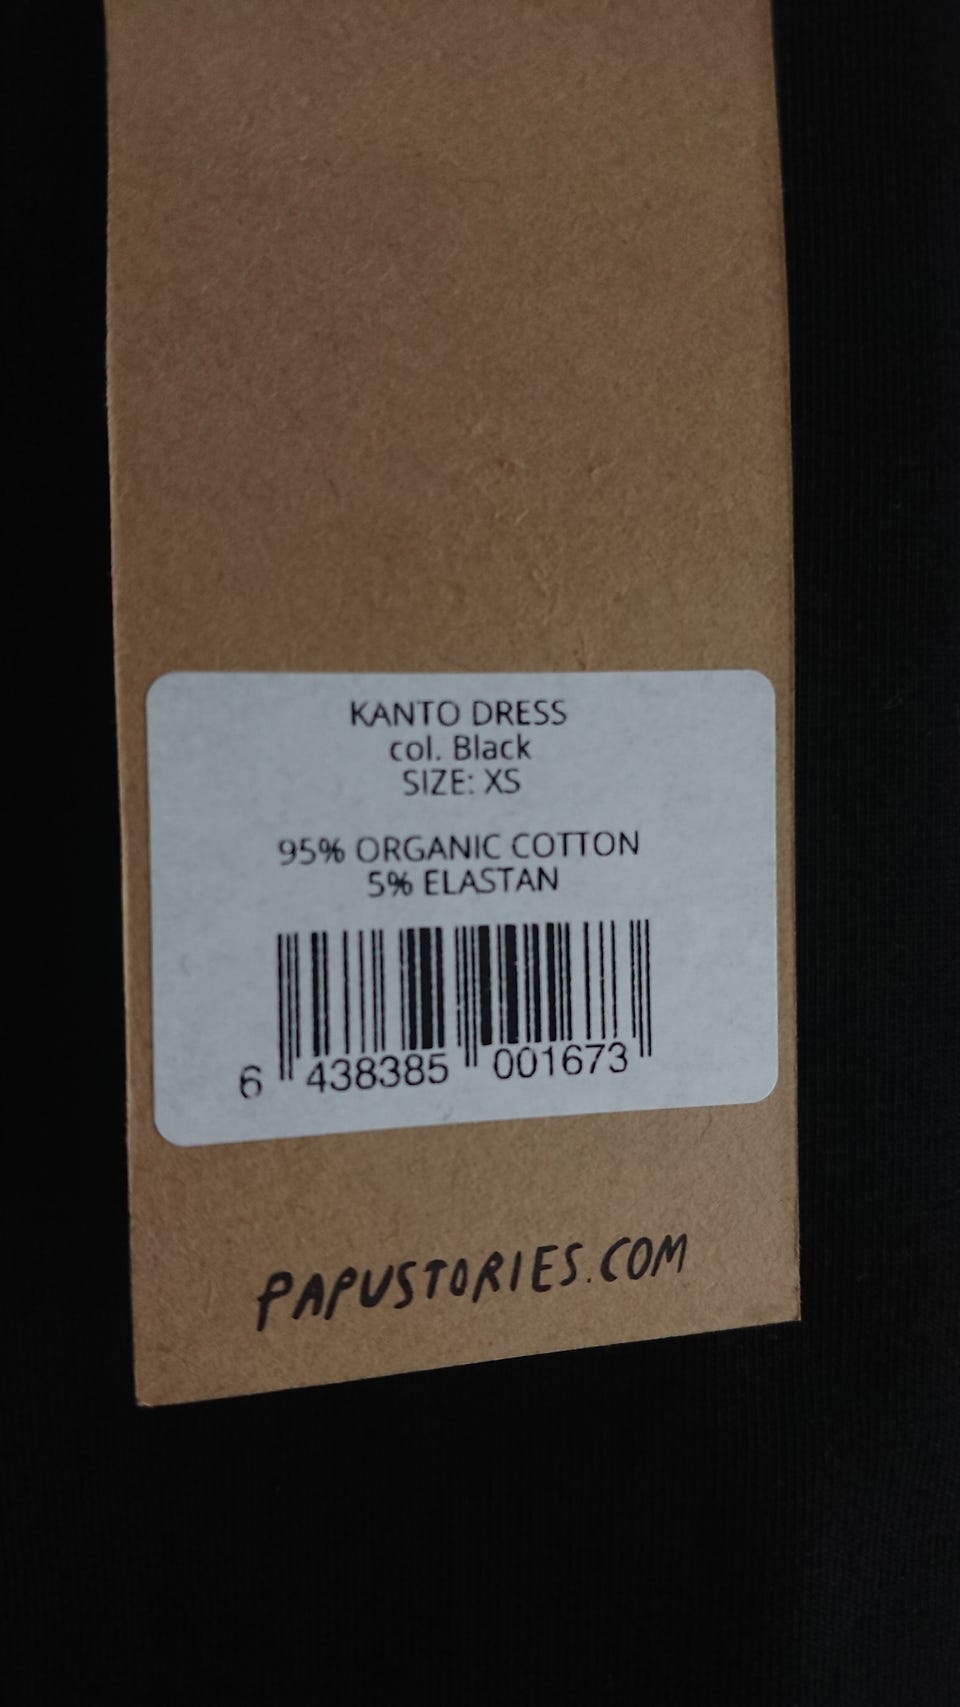 KANTO DRESS
col. Black
SIZE: XS
95% ORGANIC COTTON
5% ELASTAN
6 438385 001673
PAPUSTORIES.COM